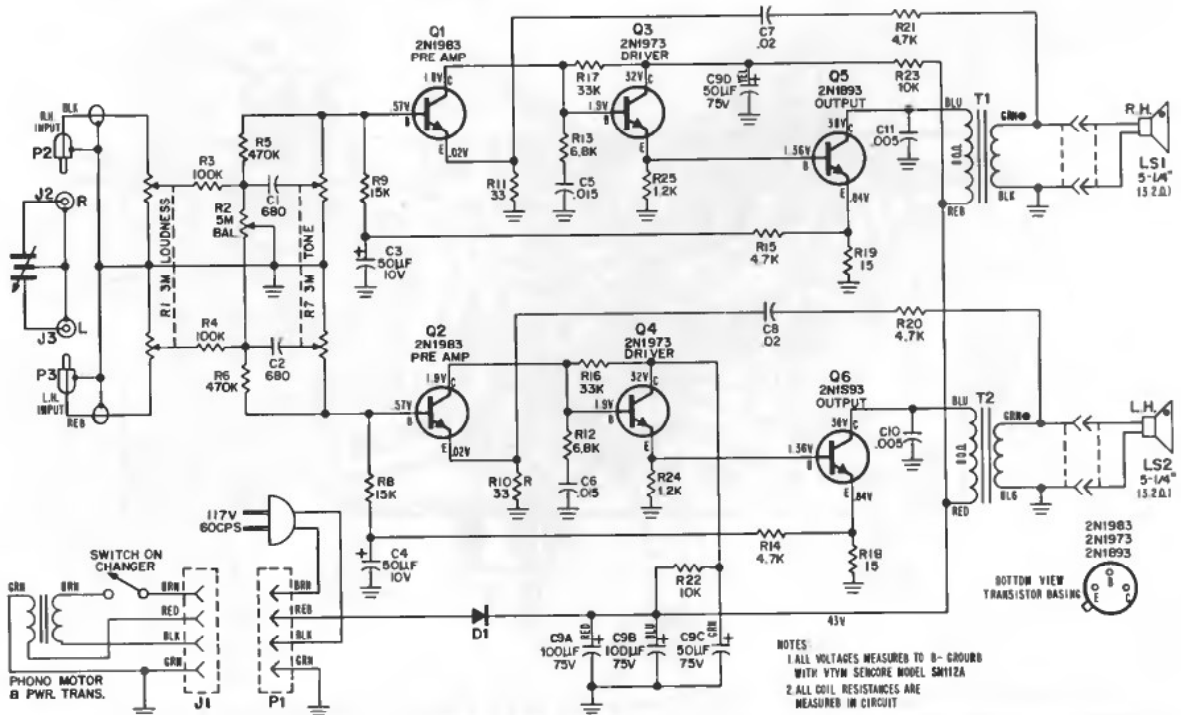 Q1
2N1983
PRE AMP
Q3
2N1973
DRIVER
C7
.02
R21
4.7K
R17
33K
32V
C
C9D
50µF
75V
YEL
+
R23
10K
Q5
2N1893
OUTPUT
BLU
T1
GRN
R.H.
LS1
5-1/4"
(3.2Ω)
BLK
R.H.
INPUT
P2
1.8V
C
.57V
B
E
.02V
1.9V
B
R13
6.8K
C5
.015
E
R25
1.2K
38V
C
C11
.005
1.36V
B
E
.84V
REB
BLK
J2
R
R3
100K
R5
470K
C1
680
R2
5M
BAL
R1 3M LOUDNESS
R7 3M TONE
R9
15K
R11
33
C3
50µF
10V
+
R15
4.7K
R19
15
J3
L
P3
L.H.
INPUT
REB
R4
100K
R6
470K
C2
680
Q2
2N1983
PRE AMP
Q4
2N1973
DRIVER
C8
.02
R20
4.7K
1.9V
C
.57V
B
E
.02V
R16
33K
32V
C
1.9V
B
E
R12
6.8K
C6
.015
R24
1.2K
Q6
2N1S93
OUTPUT
38V
C
C10
.005
1.36V
B
E
.84V
BLU
T2
GRN
L.H.
LS2
5-1/4"
(3.2Ω)
RED
BLG
R8
15K
R10
R
33
C4
50µF
10V
+
R14
4.7K
R18
15
117V
60CPS
SWITCH ON
CHANGER
GRN
BRN
BRN
RED
BLK
GRN
PHONO MOTOR
& PWR. TRANS.
J1
BRN
REB
BLK
GRN
P1
D1
R22
10K
43V
C9A
100µF
75V
RED
+
C9B
100µF
75V
BLU
+
C9C
50µF
75V
GRN
+
2N1983
2N1973
2N1893
B
E
C
BOTTOM VIEW
TRANSISTOR BASING
NOTES
1. ALL VOLTAGES MEASURED TO B- GROURB
WITH VTVM SENCORE MODEL SM112A
2. ALL COIL RESISTANCES ARE
MEASURED IN CIRCUIT